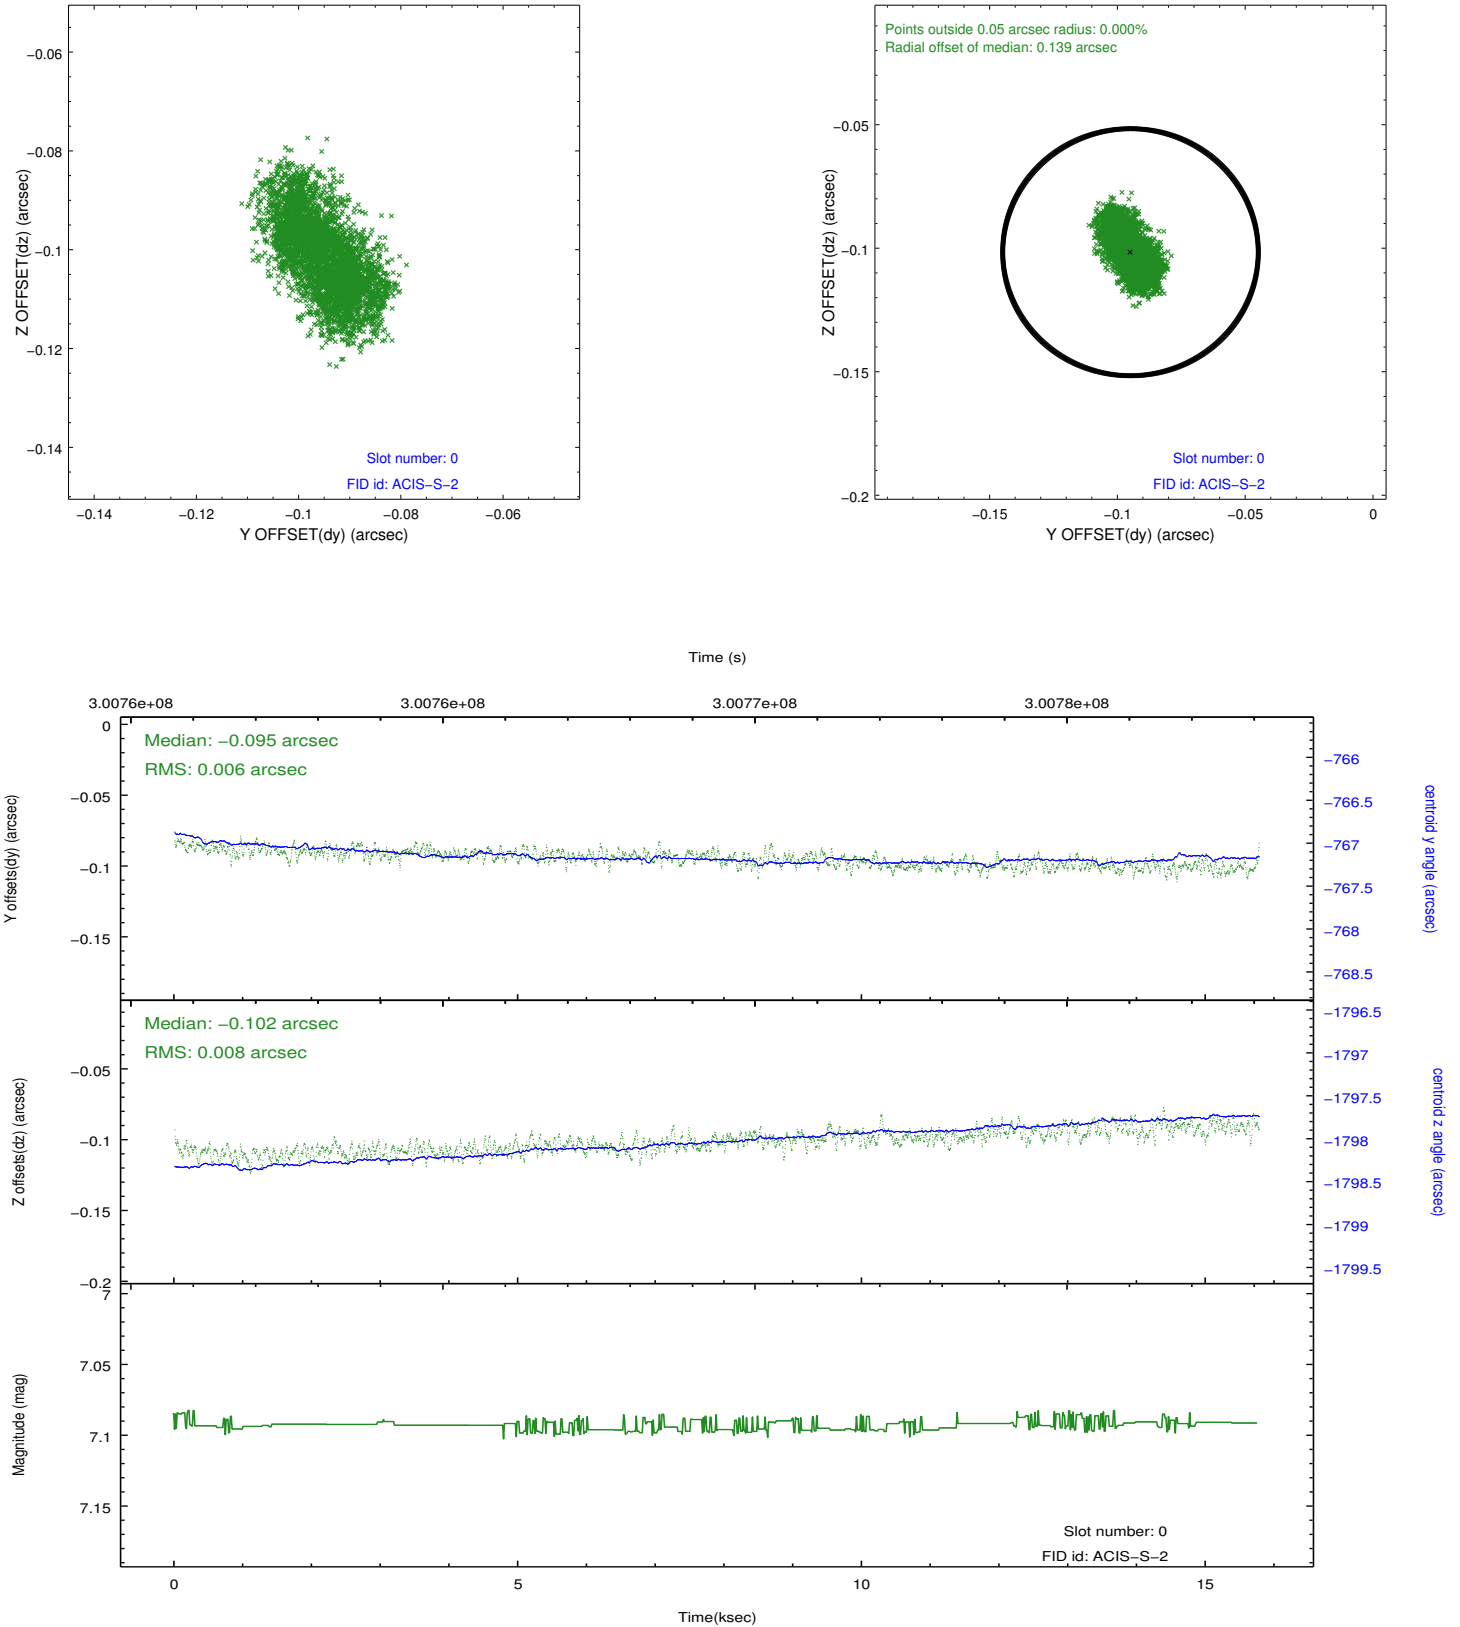 −0.06
−0.08
−0.1
−0.12
−0.14
Z OFFSET(dz) (arcsec)
Slot number: 0
FID id: ACIS−S−2
−0.14
−0.12
−0.1
−0.08
−0.06
Y OFFSET(dy) (arcsec)
Points outside 0.05 arcsec radius: 0.000%
Radial offset of median: 0.139 arcsec
−0.05
−0.1
−0.15
−0.2
Z OFFSET(dz) (arcsec)
Slot number: 0
FID id: ACIS−S−2
−0.15
−0.1
−0.05
0
Y OFFSET(dy) (arcsec)
Time (s)
3.0076e+08
3.0076e+08
3.0077e+08
3.0078e+08
Median: −0.095 arcsec
RMS: 0.006 arcsec
0
−0.05
−0.1
−0.15
Y offsets(dy) (arcsec)
−766
−766.5
−767
−767.5
−768
−768.5
centroid y angle (arcsec)
Median: −0.102 arcsec
RMS: 0.008 arcsec
−0.05
−0.1
−0.15
−0.2
Z offsets(dz) (arcsec)
−1796.5
−1797
−1797.5
−1798
−1798.5
−1799
−1799.5
centroid z angle (arcsec)
7
7.05
7.1
7.15
Magnitude (mag)
Slot number: 0
FID id: ACIS−S−2
0
5
10
15
Time(ksec)